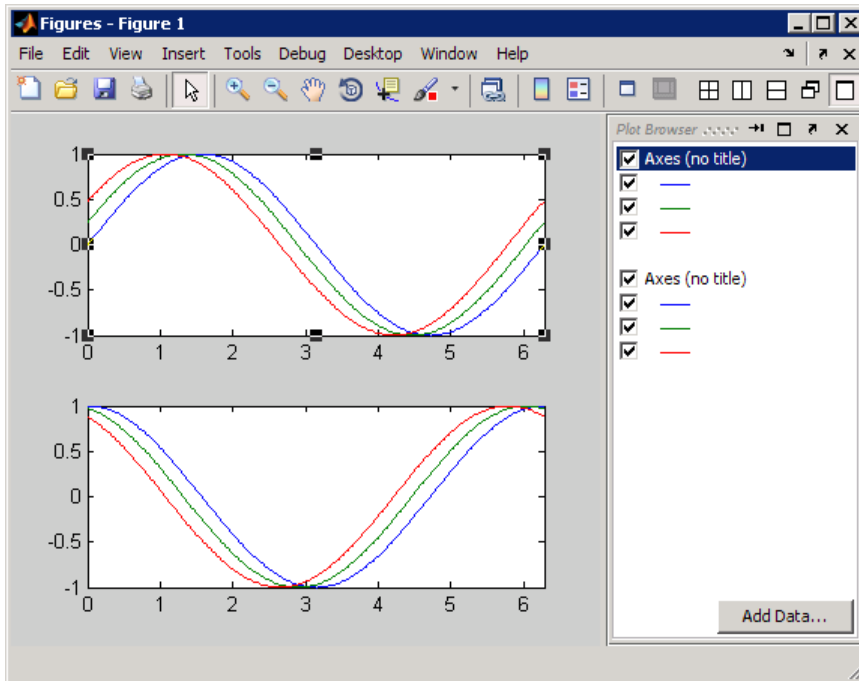 Figures - Figure 1
File Edit View Insert Tools Debug Desktop Window Help
Plot Browser
Axes (no title)
Axes (no title)
Add Data...
1
0.5
0
-0.5
-1
0 1 2 3 4 5 6
1
0.5
0
-0.5
-1
0 1 2 3 4 5 6